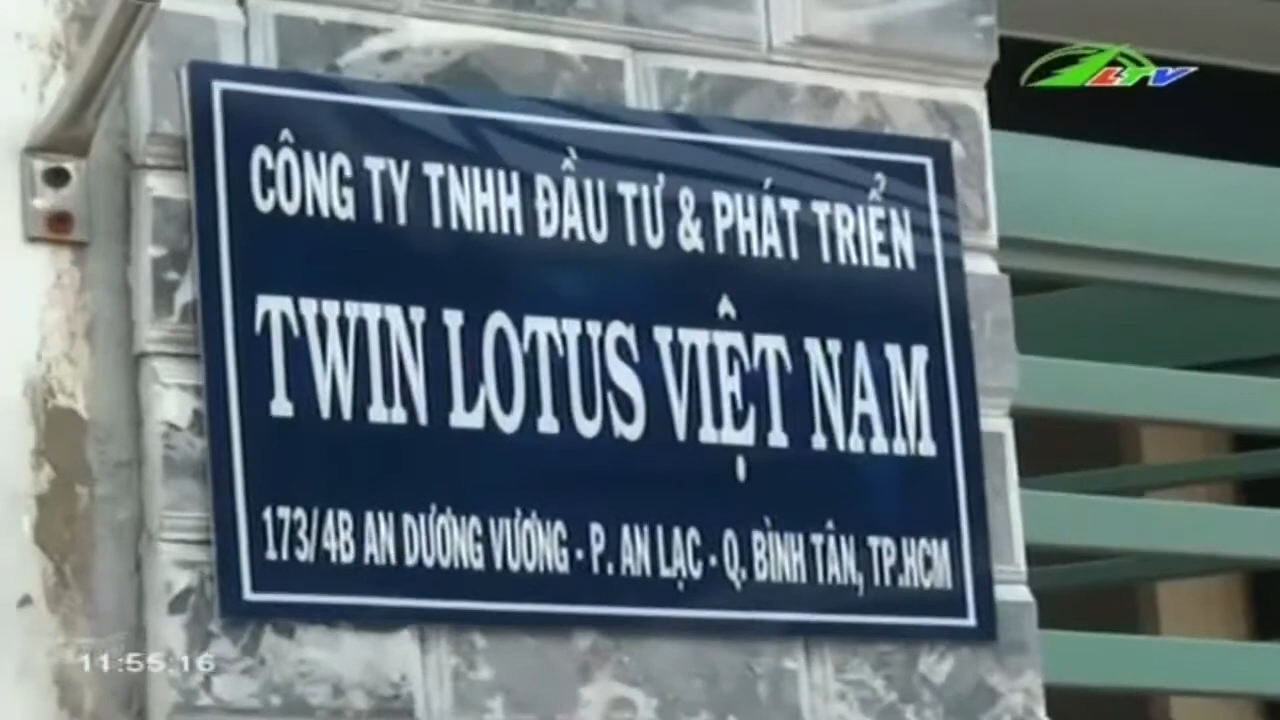 LTV
CÔNG TY TNHH ĐẦU TƯ & PHÁT TRIỂN
TWIN LOTUS VIỆT NAM
173/4B AN DƯƠNG VƯƠNG - P. AN LẠC - Q. BÌNH TÂN, TP.HCM
11:55:16